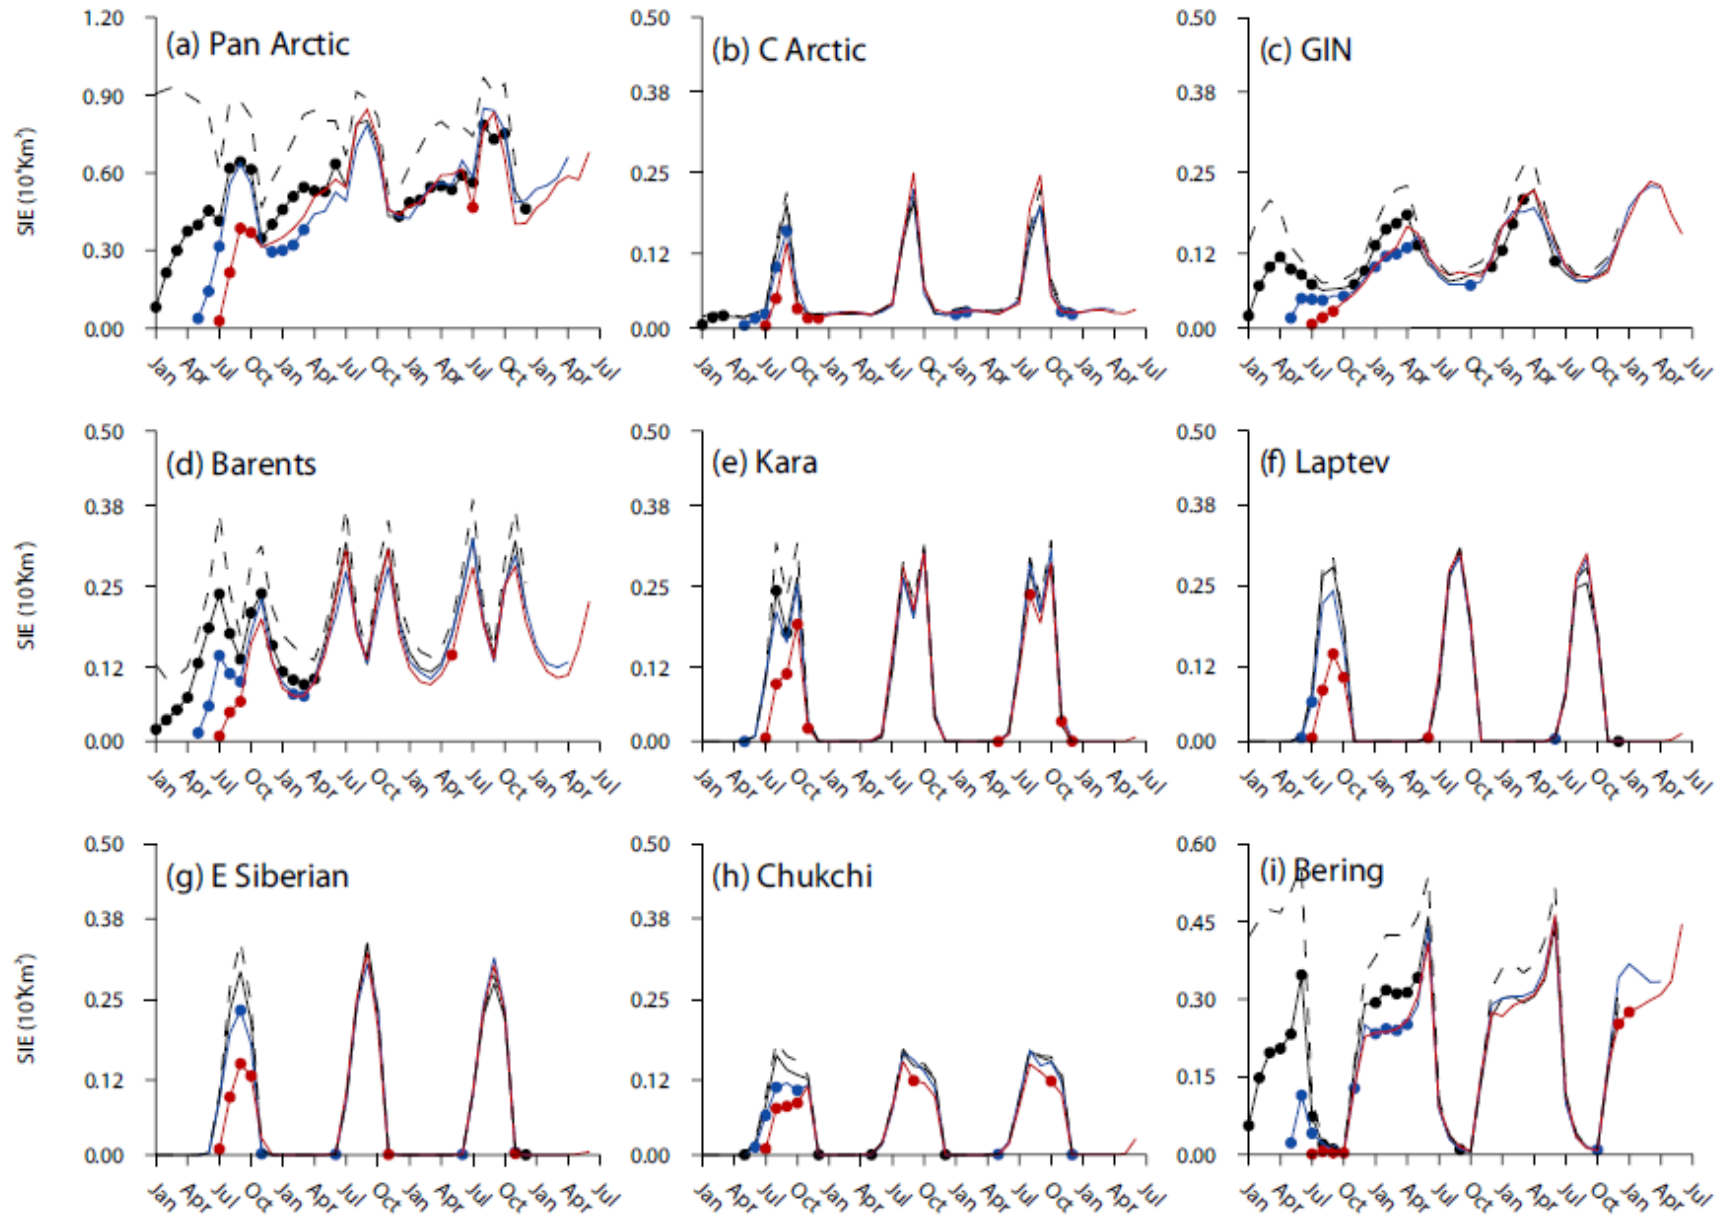 (a) Pan Arctic
1.20
0.90
0.60
0.30
0.00
SIE (10⁶Km²)
Jan Apr Jul Oct Jan Apr Jul Oct Jan Apr Jul Oct Jan Apr Jul
(b) C Arctic
0.50
0.38
0.25
0.12
0.00
Jan Apr Jul Oct Jan Apr Jul Oct Jan Apr Jul Oct Jan Apr Jul
(c) GIN
0.50
0.38
0.25
0.12
0.00
Jan Apr Jul Oct Jan Apr Jul Oct Jan Apr Jul Oct Jan Apr Jul
(d) Barents
0.50
0.38
0.25
0.12
0.00
SIE (10⁶Km²)
Jan Apr Jul Oct Jan Apr Jul Oct Jan Apr Jul Oct Jan Apr Jul
(e) Kara
0.50
0.38
0.25
0.12
0.00
Jan Apr Jul Oct Jan Apr Jul Oct Jan Apr Jul Oct Jan Apr Jul
(f) Laptev
0.50
0.38
0.25
0.12
0.00
Jan Apr Jul Oct Jan Apr Jul Oct Jan Apr Jul Oct Jan Apr Jul
(g) E Siberian
0.50
0.38
0.25
0.12
0.00
SIE (10⁶Km²)
Jan Apr Jul Oct Jan Apr Jul Oct Jan Apr Jul Oct Jan Apr Jul
(h) Chukchi
0.50
0.38
0.25
0.12
0.00
Jan Apr Jul Oct Jan Apr Jul Oct Jan Apr Jul Oct Jan Apr Jul
(i) Bering
0.60
0.45
0.30
0.15
0.00
Jan Apr Jul Oct Jan Apr Jul Oct Jan Apr Jul Oct Jan Apr Jul